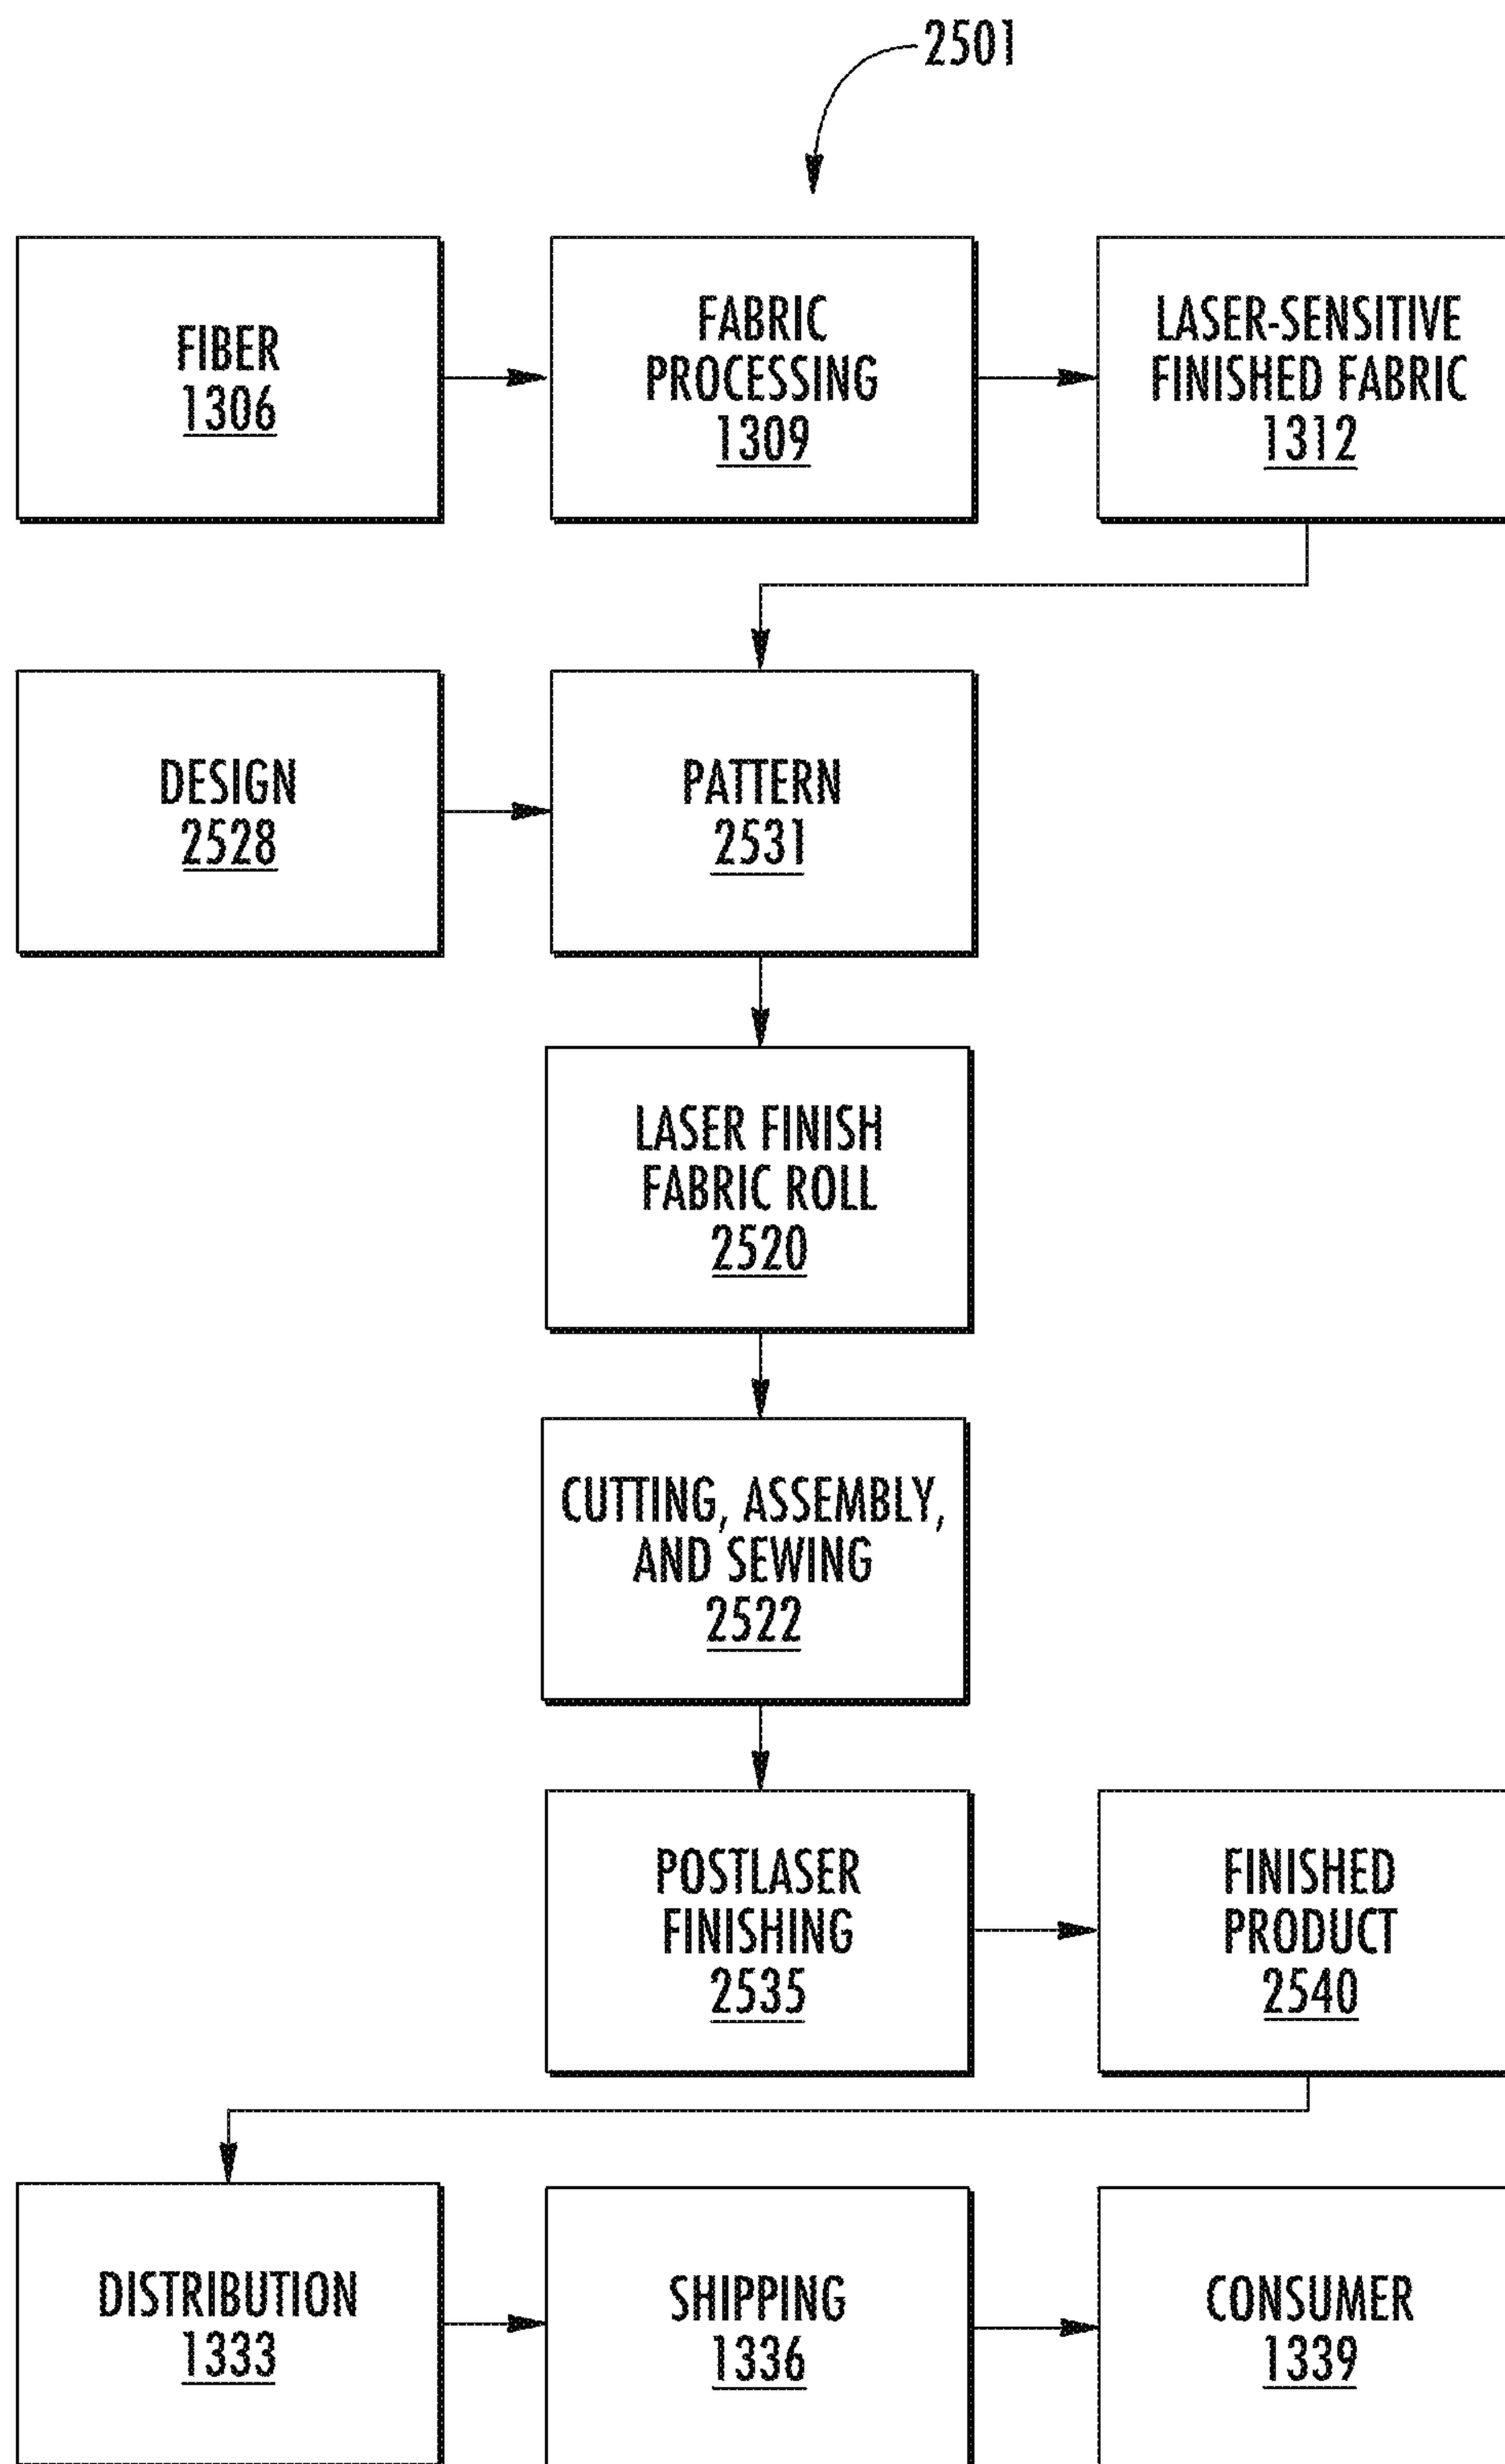 2501
FIBER
1306
FABRIC
PROCESSING
1309
LASER-SENSITIVE
FINISHED FABRIC
1312
DESIGN
2528
PATTERN
2531
LASER FINISH
FABRIC ROLL
2520
CUTTING, ASSEMBLY,
AND SEWING
2522
POSTLASER
FINISHING
2535
FINISHED
PRODUCT
2540
DISTRIBUTION
1333
SHIPPING
1336
CONSUMER
1339